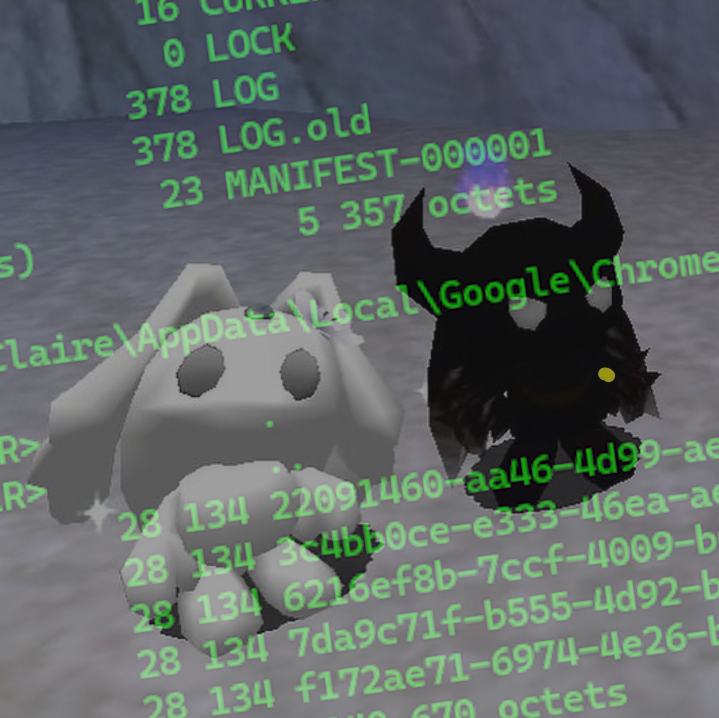 16
0 LOCK
378 LOG
378 LOG.old
23 MANIFEST-000001
5 357 octets
s)
Claire\AppData\Local\Google\Chrome
R>
R>
28 134 22091460-aa46-4d99-ae
28 134 3c4bb0ce-e333-46ea-a
28 134 6216ef8b-7ccf-4009-b
28 134 7da9c71f-b555-4d92-b
28 134 f172ae71-6974-4e26-b
670 octets